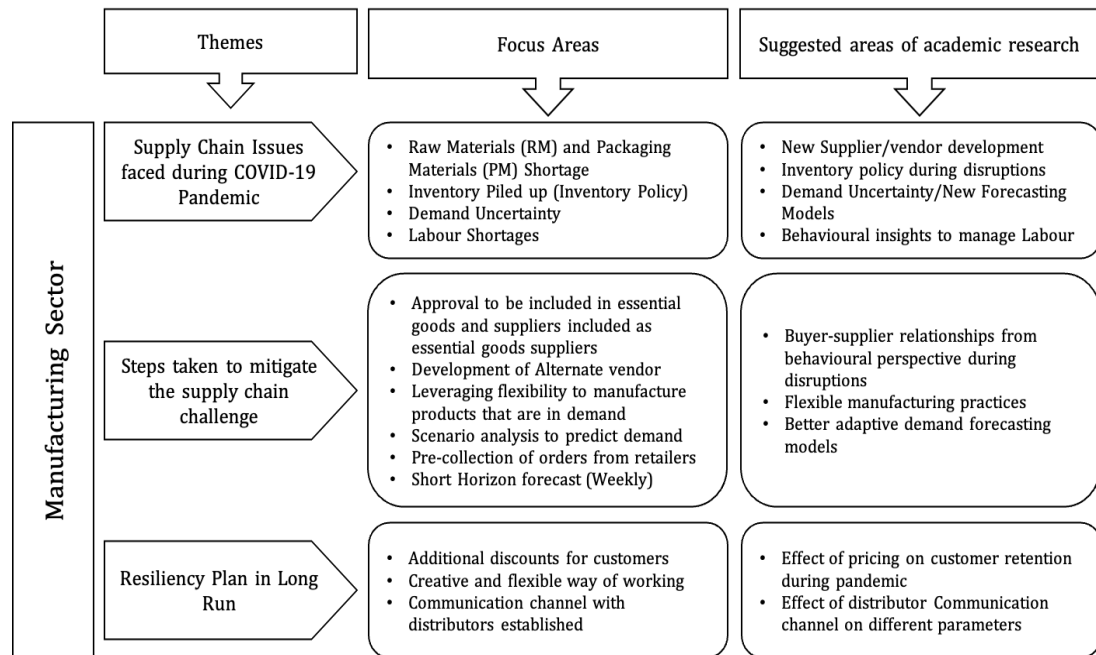 Themes
Focus Areas
Suggested areas of academic research
Manufacturing Sector
Supply Chain Issues
faced during COVID-19
Pandemic
• Raw Materials (RM) and Packaging
Materials (PM) Shortage
• Inventory Piled up (Inventory Policy)
• Demand Uncertainty
• Labour Shortages
• New Supplier/vendor development
• Inventory policy during disruptions
• Demand Uncertainty/New Forecasting
Models
• Behavioural insights to manage Labour
Steps taken to mitigate
the supply chain
challenge
• Approval to be included in essential
goods and suppliers included as
essential goods suppliers
• Development of Alternate vendor
• Leveraging flexibility to manufacture
products that are in demand
• Scenario analysis to predict demand
• Pre-collection of orders from retailers
• Short Horizon forecast (Weekly)
• Buyer-supplier relationships from
behavioural perspective during
disruptions
• Flexible manufacturing practices
• Better adaptive demand forecasting
models
Resiliency Plan in Long
Run
• Additional discounts for customers
• Creative and flexible way of working
• Communication channel with
distributors established
• Effect of pricing on customer retention
during pandemic
• Effect of distributor Communication
channel on different parameters